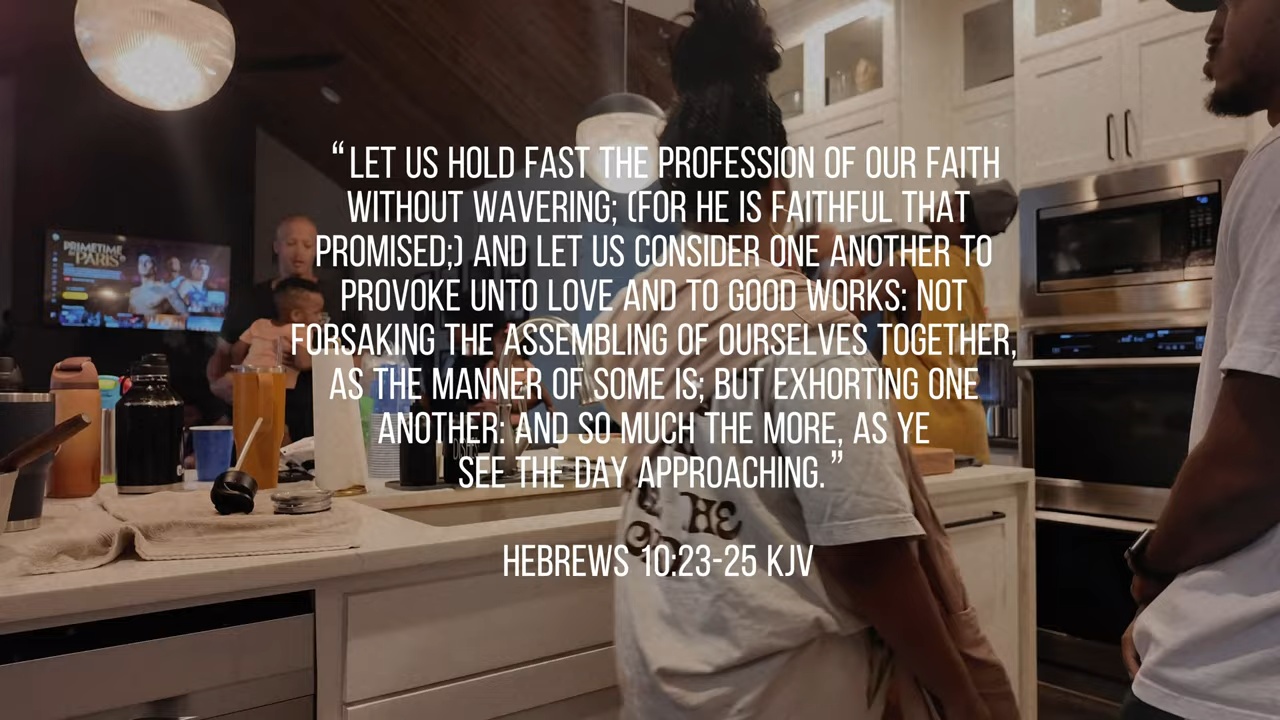 “LET US HOLD FAST THE PROFESSION OF OUR FAITH
WITHOUT WAVERING; (FOR HE IS FAITHFUL THAT
PROMISED;) AND LET US CONSIDER ONE ANOTHER TO
PROVOKE UNTO LOVE AND TO GOOD WORKS: NOT
FORSAKING THE ASSEMBLING OF OURSELVES TOGETHER,
AS THE MANNER OF SOME IS; BUT EXHORTING ONE
ANOTHER: AND SO MUCH THE MORE, AS YE
SEE THE DAY APPROACHING.”
HEBREWS 10:23-25 KJV
PRIMETIME
PARIS
HE